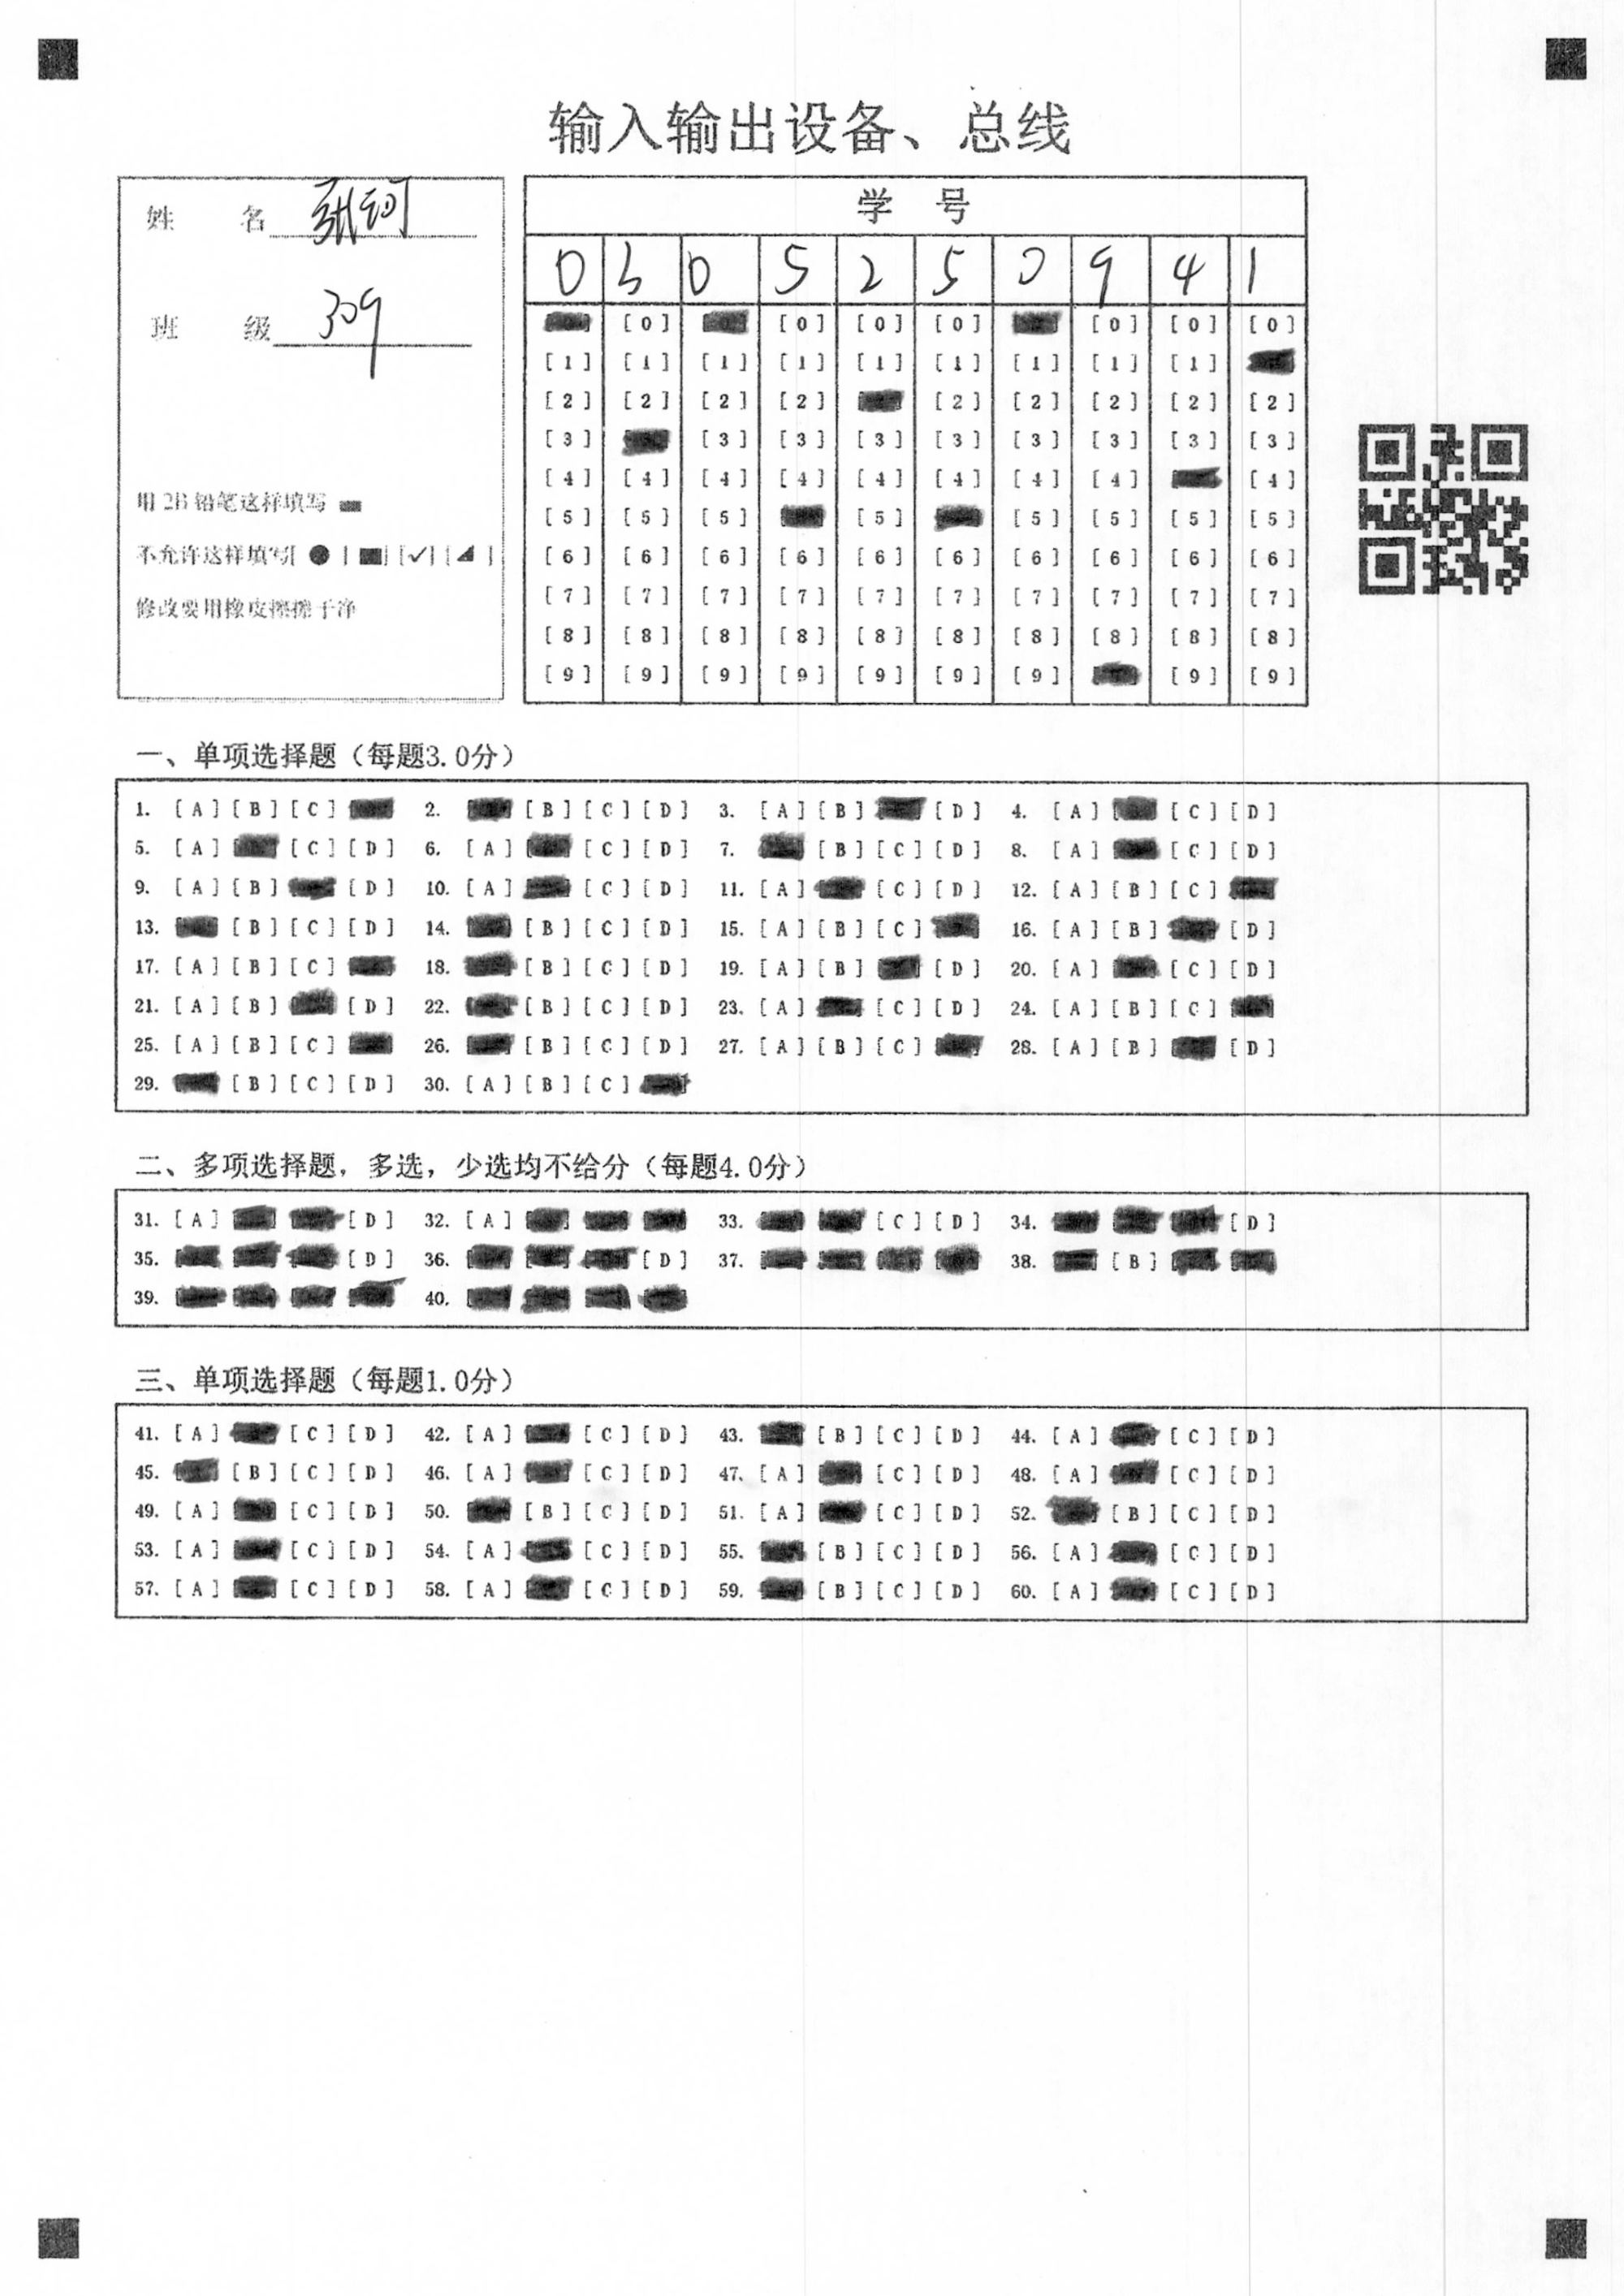 输入输出设备、总线
姓 名 张珂
班 级 309
用2B铅笔这样填写
不允许这样填写[ ● ] [■] [✓] [◢ ]
修改要用橡皮擦擦干净
学 号
0 3 0 5 2 5 0 9 4 1
[0] [0] [0] [0] [0] [0] [0]
[1] [1] [1] [1] [1] [1] [1] [1] [1]
[2] [2] [2] [2] [2] [2] [2] [2] [2]
[3] [3] [3] [3] [3] [3] [3] [3] [3]
[4] [4] [4] [4] [4] [4] [4] [4] [4]
[5] [5] [5] [5] [5] [5] [5] [5]
[6] [6] [6] [6] [6] [6] [6] [6] [6] [6]
[7] [7] [7] [7] [7] [7] [7] [7] [7] [7]
[8] [8] [8] [8] [8] [8] [8] [8] [8] [8]
[9] [9] [9] [9] [9] [9] [9] [9] [9]
一、单项选择题（每题3.0分）
1. [A] [B] [C] 2. [B] [C] [D] 3. [A] [B] [D] 4. [A] [C] [D]
5. [A] [C] [D] 6. [A] [C] [D] 7. [B] [C] [D] 8. [A] [C] [D]
9. [A] [B] [D] 10. [A] [C] [D] 11. [A] [C] [D] 12. [A] [B] [C]
13. [B] [C] [D] 14. [B] [C] [D] 15. [A] [B] [C] 16. [A] [B] [D]
17. [A] [B] [C] 18. [B] [C] [D] 19. [A] [B] [D] 20. [A] [C] [D]
21. [A] [B] [D] 22. [B] [C] [D] 23. [A] [C] [D] 24. [A] [B] [C]
25. [A] [B] [C] 26. [B] [C] [D] 27. [A] [B] [C] 28. [A] [B] [D]
29. [B] [C] [D] 30. [A] [B] [C]
二、多项选择题，多选，少选均不给分（每题4.0分）
31. [A] [D] 32. [A] 33. [C] [D] 34. [D]
35. [D] 36. [D] 37. 38. [B]
39. 40.
三、单项选择题（每题1.0分）
41. [A] [C] [D] 42. [A] [C] [D] 43. [B] [C] [D] 44. [A] [C] [D]
45. [B] [C] [D] 46. [A] [C] [D] 47. [A] [C] [D] 48. [A] [C] [D]
49. [A] [C] [D] 50. [B] [C] [D] 51. [A] [C] [D] 52. [B] [C] [D]
53. [A] [C] [D] 54. [A] [C] [D] 55. [B] [C] [D] 56. [A] [C] [D]
57. [A] [C] [D] 58. [A] [C] [D] 59. [B] [C] [D] 60. [A] [C] [D]